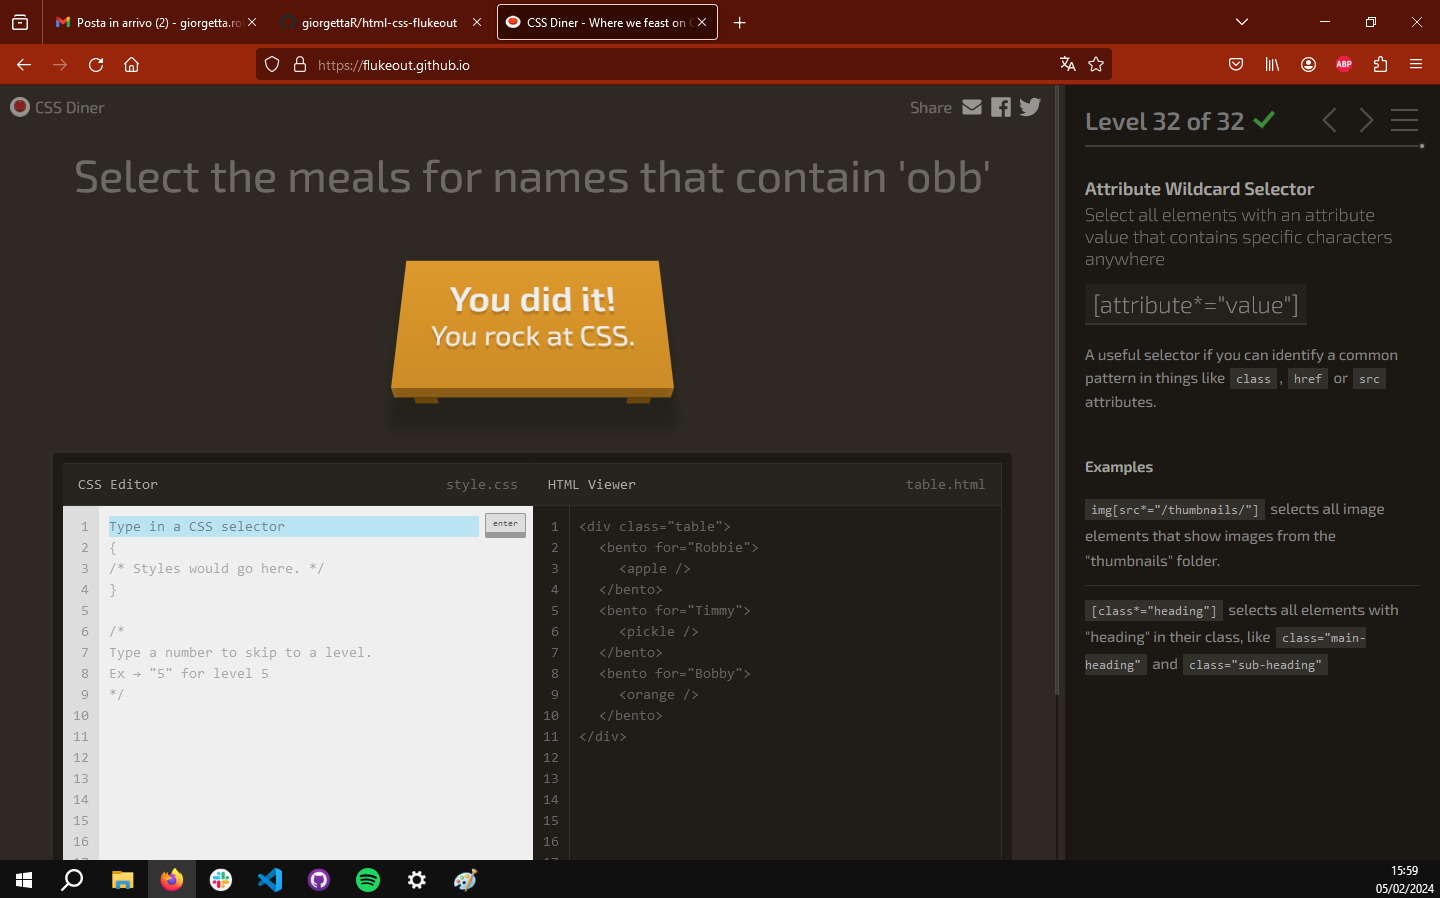 Posta in arrivo (2) - giorgetta.ro
giorgettaR/html-css-flukeout
CSS Diner - Where we feast on C
https://flukeout.github.io
ABP
CSS Diner
Share
Select the meals for names that contain 'obb'
You did it!
You rock at CSS.
CSS Editor
style.css
HTML Viewer
table.html
1 Type in a CSS selector
enter
2 {
3 /* Styles would go here. */
4 }
5
6 /*
7 Type a number to skip to a level.
8 Ex → "5" for level 5
9 */
10
11
12
13
14
15
16
17
1 <div class="table">
2 <bento for="Robbie">
3 <apple />
4 </bento>
5 <bento for="Timmy">
6 <pickle />
7 </bento>
8 <bento for="Bobby">
9 <orange />
10 </bento>
11 </div>
12
13
14
15
16
17
Level 32 of 32
Attribute Wildcard Selector
Select all elements with an attribute
value that contains specific characters
anywhere
[attribute*="value"]
A useful selector if you can identify a common
pattern in things like class, href or src
attributes.
Examples
img[src*="/thumbnails/"] selects all image
elements that show images from the
"thumbnails" folder.
[class*="heading"] selects all elements with
"heading" in their class, like class="main-
heading" and class="sub-heading"
15:59
05/02/2024